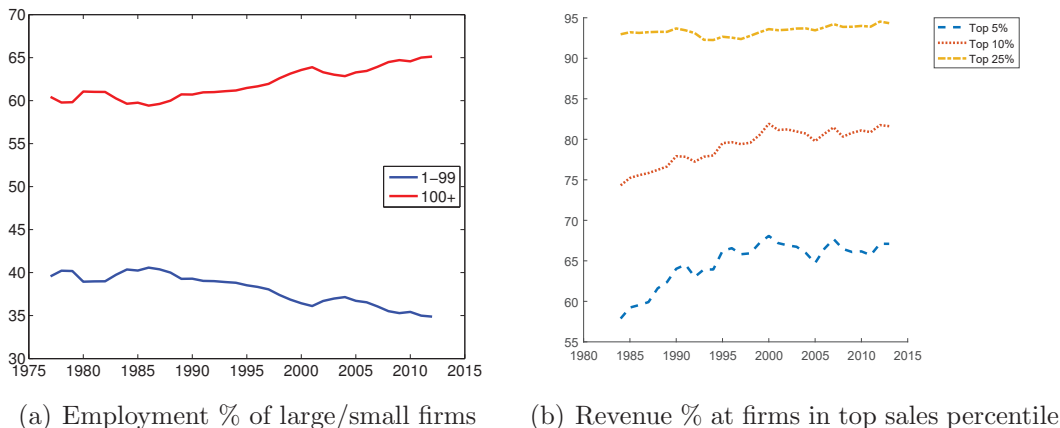 70
65
60
55
50
45
40
35
30
1975 1980 1985 1990 1995 2000 2005 2010 2015
1-99
100+
(a) Employment % of large/small firms
95
90
85
80
75
70
65
60
55
1980 1985 1990 1995 2000 2005 2010 2015
Top 5%
Top 10%
Top 25%
(b) Revenue % at firms in top sales percentile